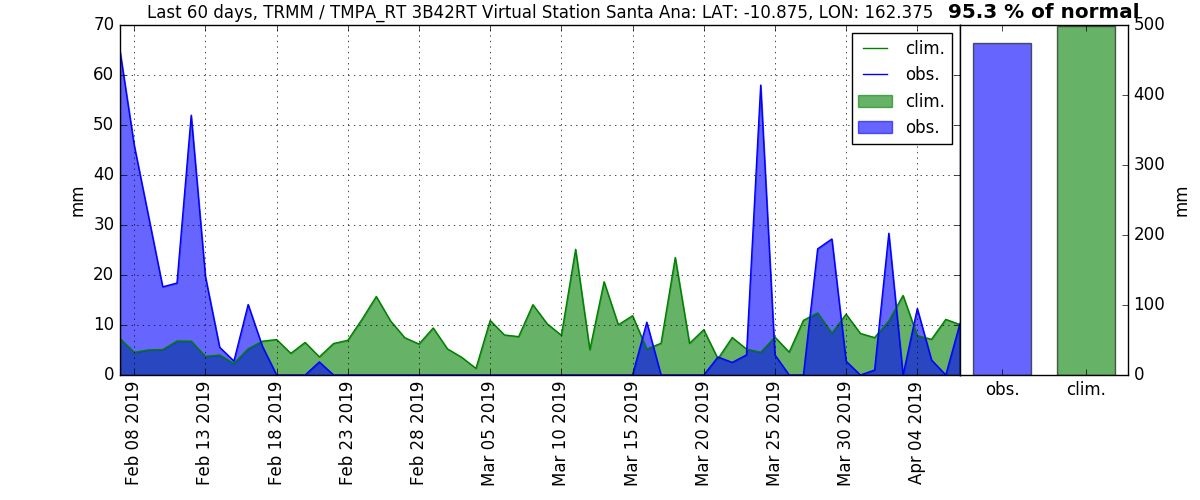 Last 60 days, TRMM / TMPA_RT 3B42RT Virtual Station Santa Ana: LAT: -10.875, LON: 162.375
95.3 % of normal
70
60
50
40
30
20
10
0
mm
clim.
obs.
clim.
obs.
500
400
300
200
100
0
mm
obs.
clim.
Feb 08 2019
Feb 13 2019
Feb 18 2019
Feb 23 2019
Feb 28 2019
Mar 05 2019
Mar 10 2019
Mar 15 2019
Mar 20 2019
Mar 25 2019
Mar 30 2019
Apr 04 2019